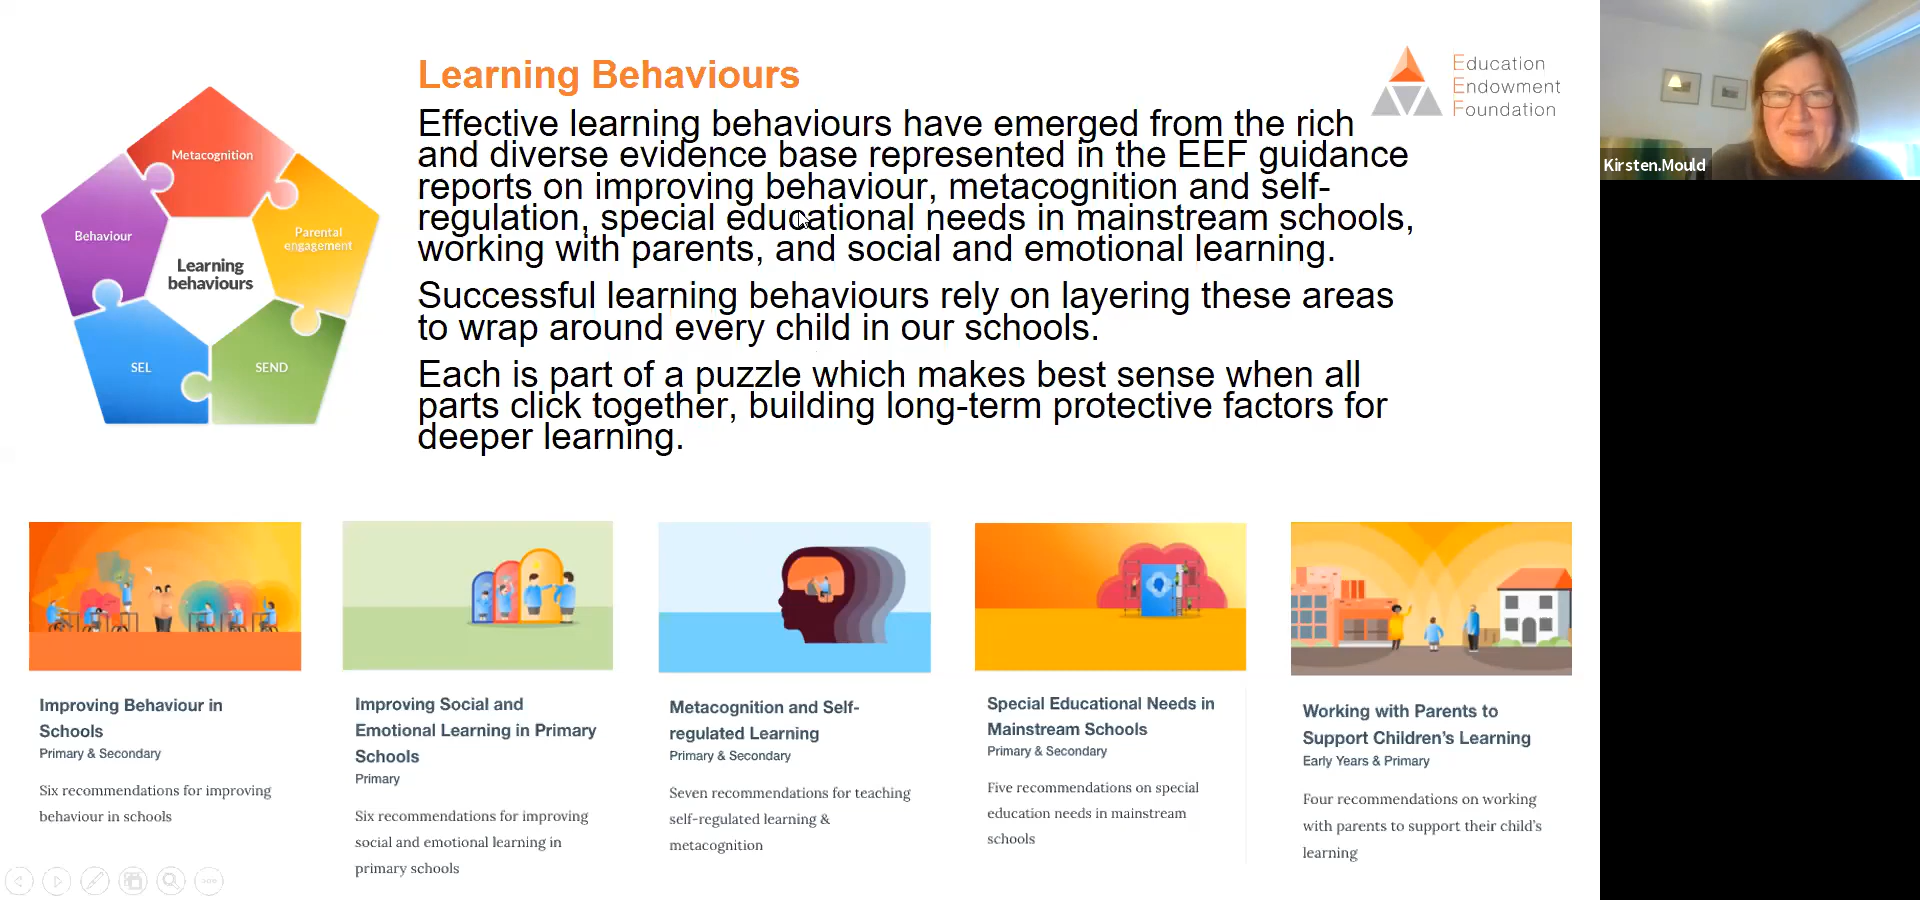 Learning Behaviours
Education
Endowment
Foundation
Effective learning behaviours have emerged from the rich
and diverse evidence base represented in the EEF guidance
reports on improving behaviour, metacognition and self-
regulation, special educational needs in mainstream schools,
working with parents, and social and emotional learning.
Successful learning behaviours rely on layering these areas
to wrap around every child in our schools.
Each is part of a puzzle which makes best sense when all
parts click together, building long-term protective factors for
deeper learning.
Metacognition
Behaviour
Parental
engagement
Learning
behaviours
SEL
SEND
Improving Behaviour in
Schools
Primary & Secondary
Six recommendations for improving
behaviour in schools
Improving Social and
Emotional Learning in Primary
Schools
Primary
Six recommendations for improving
social and emotional learning in
primary schools
Metacognition and Self-
regulated Learning
Primary & Secondary
Seven recommendations for teaching
self-regulated learning &
metacognition
Special Educational Needs in
Mainstream Schools
Primary & Secondary
Five recommendations on special
education needs in mainstream
schools
Working with Parents to
Support Children's Learning
Early Years & Primary
Four recommendations on working
with parents to support their child's
learning
Kirsten.Mould